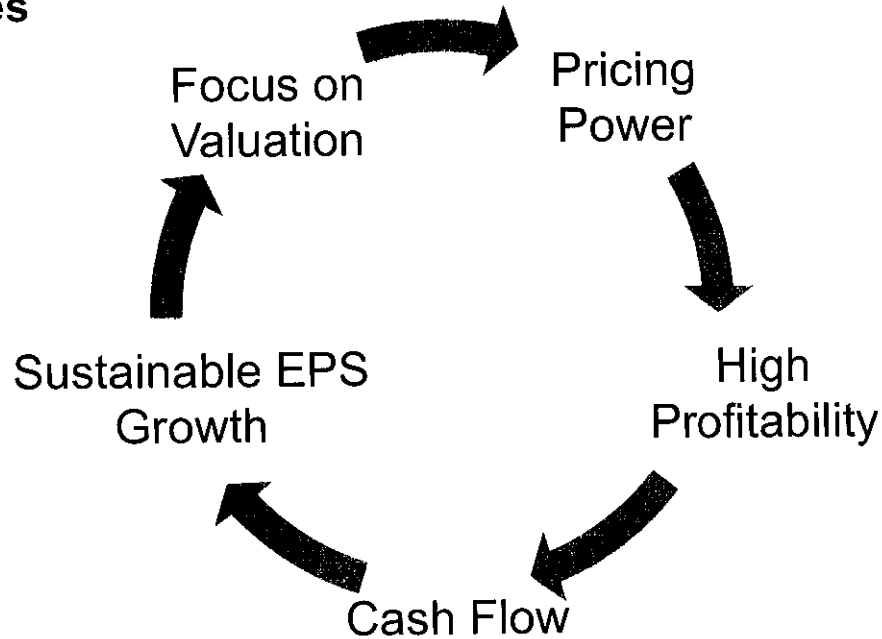 Focus on
Valuation
Pricing
Power
High
Profitability
Cash Flow
Sustainable EPS
Growth